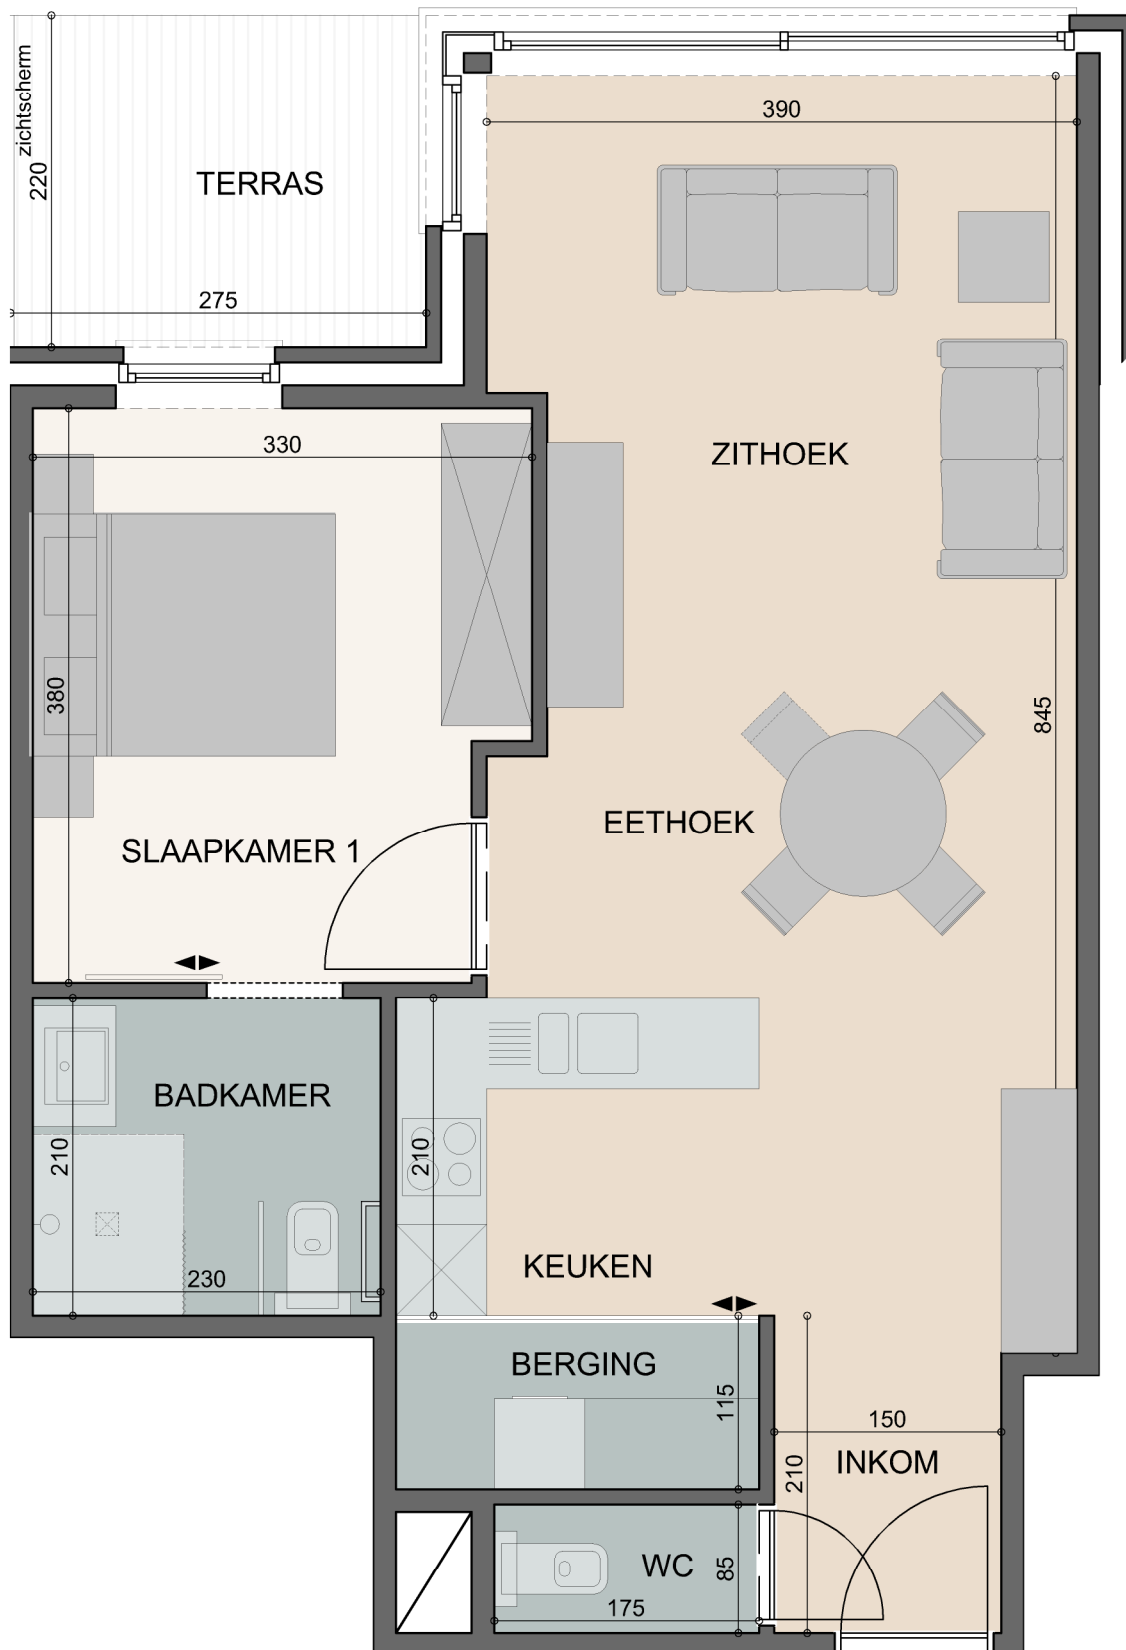 zichtscherm
220
TERRAS
275
390
ZITHOEK
330
380
845
EETHOEK
SLAAPKAMER 1
BADKAMER
210
230
210
KEUKEN
BERGING
115
150
INKOM
210
WC
85
175